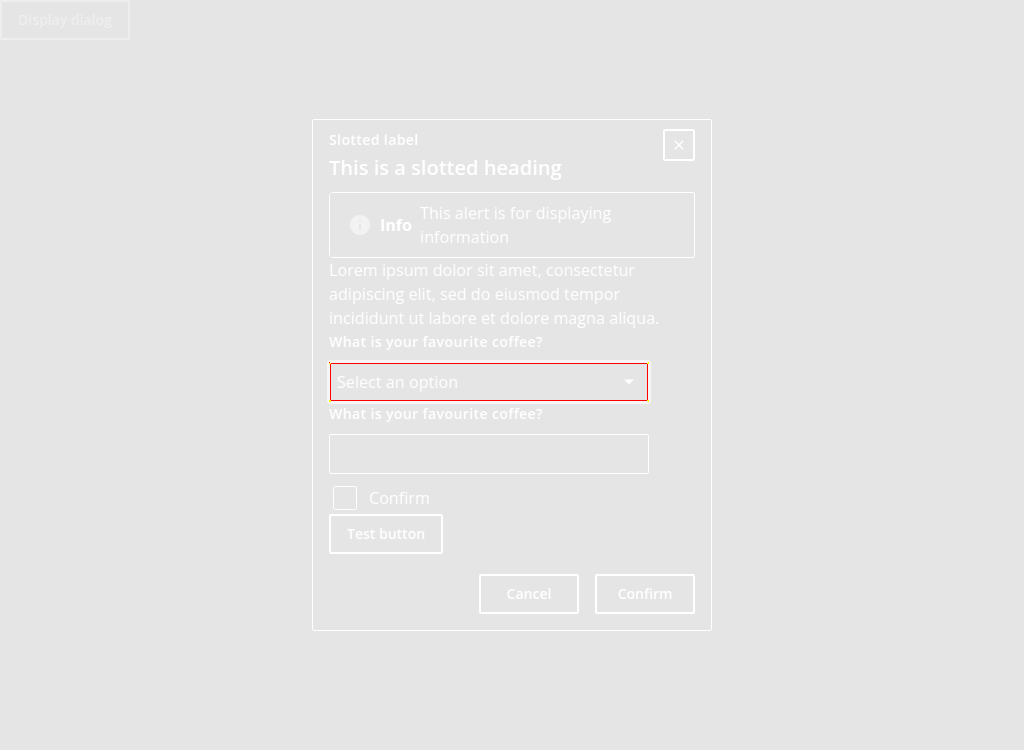 Display dialog
Slotted label
This is a slotted heading
Info
This alert is for displaying
information
Lorem ipsum dolor sit amet, consectetur
adipiscing elit, sed do eiusmod tempor
incididunt ut labore et dolore magna aliqua.
What is your favourite coffee?
Select an option
What is your favourite coffee?
Confirm
Test button
Cancel
Confirm